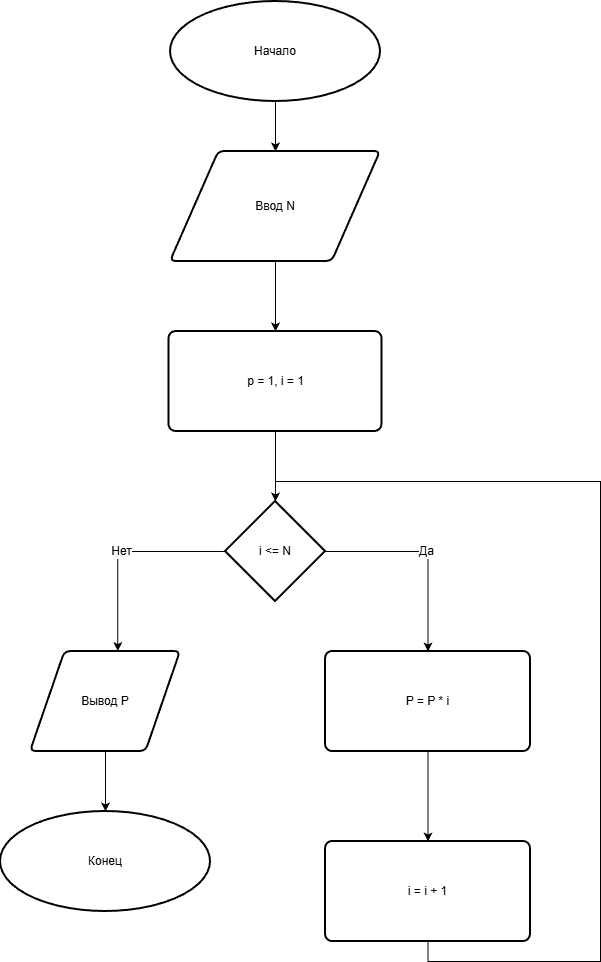 Начало
Ввод N
p = 1, i = 1
i <= N
Нет
Да
Вывод P
P = P * i
Конец
i = i + 1